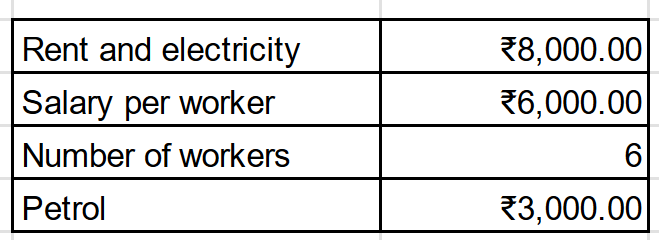 Rent and electricity ₹8,000.00
Salary per worker ₹6,000.00
Number of workers 6
Petrol ₹3,000.00